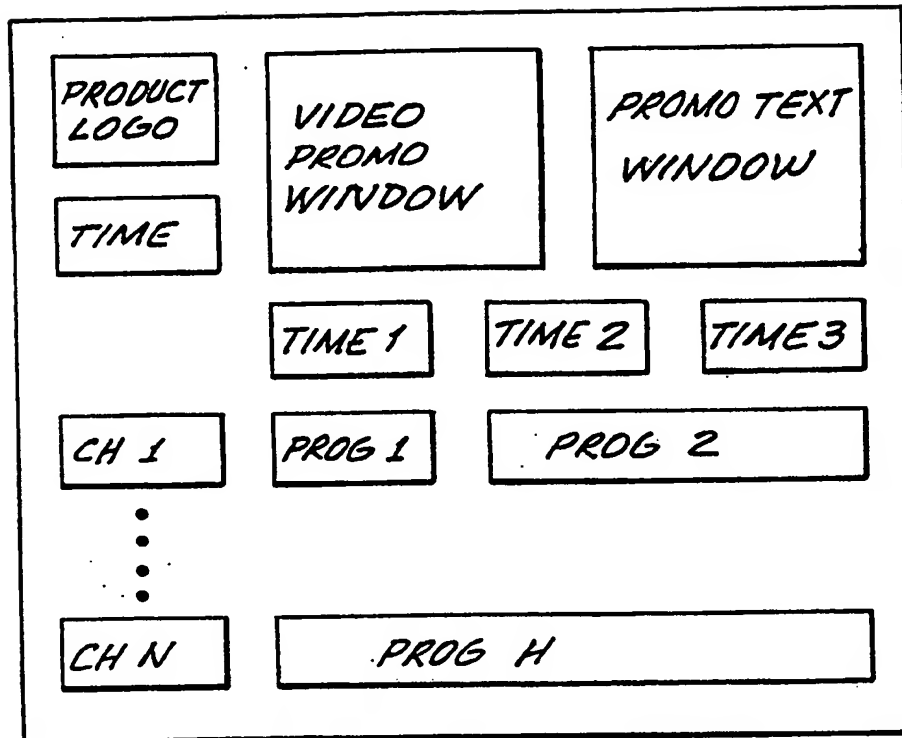 PRODUCT
LOGO
VIDEO
PROMO
WINDOW
PROMO TEXT
WINDOW
TIME
TIME 1
TIME 2
TIME 3
CH 1
PROG 1
PROG 2
CH N
PROG H